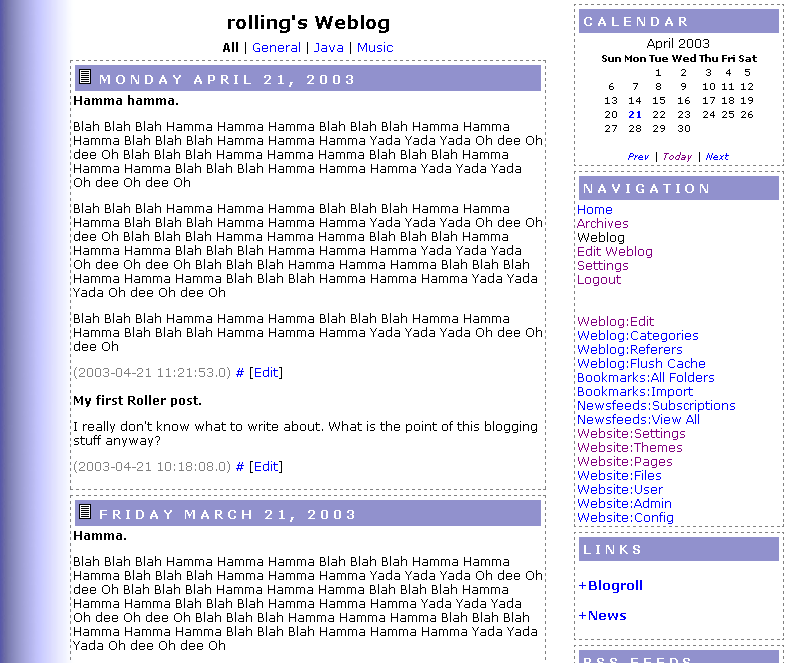 rolling's Weblog
All | General | Java | Music
MONDAY APRIL 21, 2003
Hamma hamma.
Blah Blah Blah Hamma Hamma Hamma Blah Blah Blah Hamma Hamma
Hamma Blah Blah Blah Hamma Hamma Hamma Yada Yada Yada Oh dee Oh
dee Oh Blah Blah Blah Hamma Hamma Hamma Blah Blah Blah Hamma
Hamma Hamma Blah Blah Blah Hamma Hamma Hamma Yada Yada Yada
Oh dee Oh dee Oh
Blah Blah Blah Hamma Hamma Hamma Blah Blah Blah Hamma Hamma
Hamma Blah Blah Blah Hamma Hamma Hamma Yada Yada Yada Oh dee Oh
dee Oh Blah Blah Blah Hamma Hamma Hamma Blah Blah Blah Hamma
Hamma Hamma Blah Blah Blah Hamma Hamma Hamma Yada Yada Yada
Oh dee Oh dee Oh Blah Blah Blah Hamma Hamma Hamma Blah Blah Blah
Hamma Hamma Hamma Blah Blah Blah Hamma Hamma Hamma Yada Yada
Yada Oh dee Oh dee Oh
Blah Blah Blah Hamma Hamma Hamma Blah Blah Blah Hamma Hamma
Hamma Blah Blah Blah Hamma Hamma Hamma Yada Yada Yada Oh dee Oh
dee Oh
(2003-04-21 11:21:53.0) # [Edit]
My first Roller post.
I really don't know what to write about. What is the point of this blogging
stuff anyway?
(2003-04-21 10:18:08.0) # [Edit]
FRIDAY MARCH 21, 2003
Hamma.
Blah Blah Blah Hamma Hamma Hamma Blah Blah Blah Hamma Hamma
Hamma Blah Blah Blah Hamma Hamma Hamma Yada Yada Yada Oh dee Oh
dee Oh Blah Blah Blah Hamma Hamma Hamma Blah Blah Blah Hamma
Hamma Hamma Blah Blah Blah Hamma Hamma Hamma Yada Yada Yada
Oh dee Oh dee Oh Blah Blah Blah Hamma Hamma Hamma Blah Blah Blah
Hamma Hamma Hamma Blah Blah Blah Hamma Hamma Hamma Yada Yada
Yada Oh dee Oh dee Oh
CALENDAR
April 2003
Sun Mon Tue Wed Thu Fri Sat
1 2 3 4 5
6 7 8 9 10 11 12
13 14 15 16 17 18 19
20 21 22 23 24 25 26
27 28 29 30
Prev | Today | Next
NAVIGATION
Home
Archives
Weblog
Edit Weblog
Settings
Logout
Weblog:Edit
Weblog:Categories
Weblog:Referers
Weblog:Flush Cache
Bookmarks:All Folders
Bookmarks:Import
Newsfeeds:Subscriptions
Newsfeeds:View All
Website:Settings
Website:Themes
Website:Pages
Website:Files
Website:User
Website:Admin
Website:Config
LINKS
+Blogroll
+News
RSS FEEDS